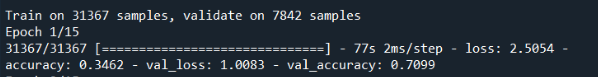 Train on 31367 samples, validate on 7842 samples
Epoch 1/15
31367/31367 [==============================] - 77s 2ms/step - loss: 2.5054 -
accuracy: 0.3462 - val_loss: 1.0083 - val_accuracy: 0.7099